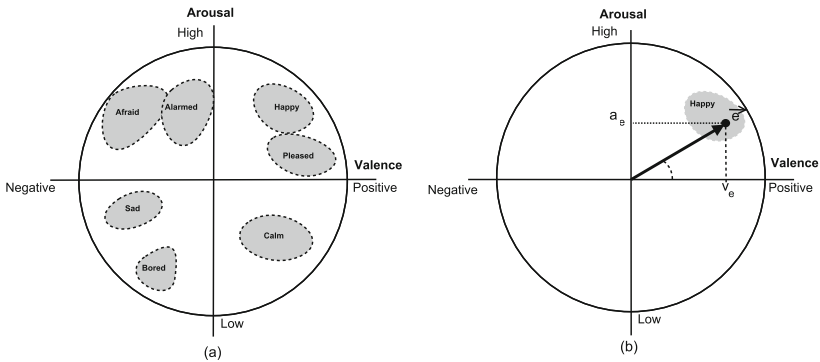 Arousal
High
Afraid
Alarmed
Happy
Pleased
Valence
Negative
Positive
Sad
Calm
Bored
Low
(a)
Arousal
High
Happy
e
a e
Valence
Negative
v e
Positive
Low
(b)